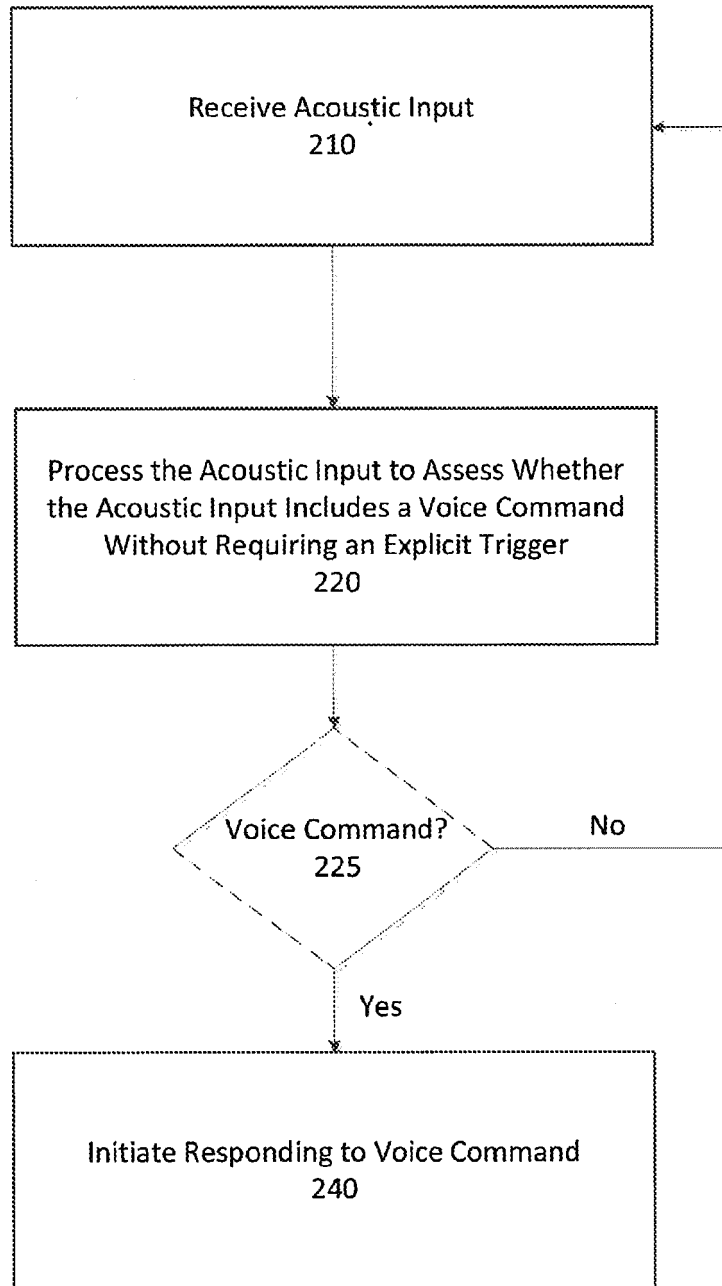 Receive Acoustic Input
210
Process the Acoustic Input to Assess Whether
the Acoustic Input Includes a Voice Command
Without Requiring an Explicit Trigger
220
Voice Command?
225
No
Yes
Initiate Responding to Voice Command
240